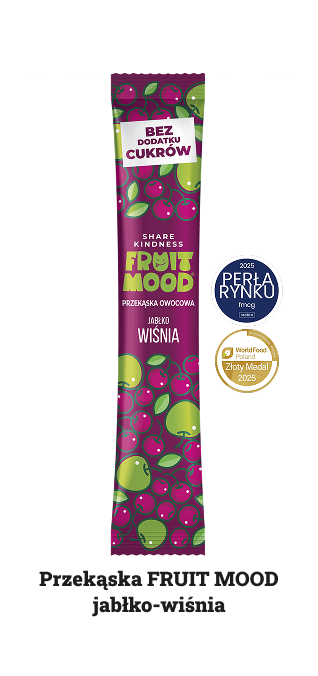 BEZ
DODATKU
CUKRÓW
SHARE
KINDNESS
FRUIT
MOOD
PRZEKĄSKA OWOCOWA
JABŁKO
WIŚNIA
2025
PERŁA
RYNKU
fmcg
WorldFood
Poland
Złoty Medal
2025
Przekąska FRUIT MOOD
jabłko-wiśnia